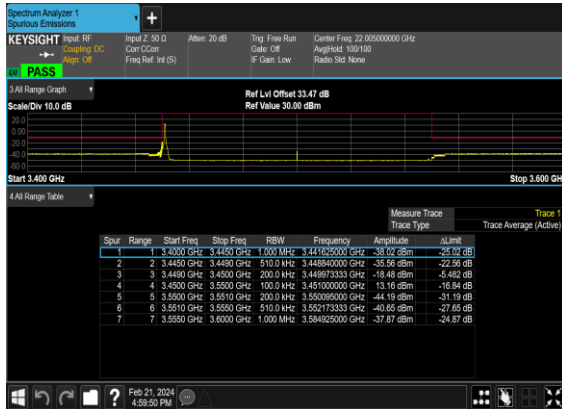 Spectrum Analyzer 1
Spurious Emissions
KEYSIGHT
Input: RF
Coupling: DC
Align: Off
Input Z: 50 Ω
Corr CCorr
Freq Ref: Int (S)
Atten: 20 dB
Trig: Free Run
Gate: Off
IF Gain: Low
Center Freq: 22.005000000 GHz
Avg|Hold: 100/100
Radio Std: None
PASS
3 All Range Graph
Ref Lvl Offset 33.47 dB
Scale/Div 10.0 dB
Ref Value 30.00 dBm
20.0
0.00
-20.0
-40.0
-60.0
Start 3.400 GHz
Stop 3.600 GH
4 All Range Table
Measure Trace Trace 1
Trace Type Trace Average (Active)
Spur Range Start Freq Stop Freq RBW Frequency Amplitude ΔLimit
1 1 3.4000 GHz 3.4450 GHz 1.000 MHz 3.441625000 GHz -38.02 dBm -25.02 dB
2 2 3.4450 GHz 3.4490 GHz 510.0 kHz 3.448840000 GHz -35.56 dBm -22.56 dB
3 3 3.4490 GHz 3.4500 GHz 200.0 kHz 3.449973333 GHz -18.48 dBm -5.482 dB
4 4 3.4500 GHz 3.5500 GHz 100.0 kHz 3.451000000 GHz 13.16 dBm -16.84 dB
5 5 3.5500 GHz 3.5510 GHz 200.0 kHz 3.550095000 GHz -44.19 dBm -31.19 dB
6 6 3.5510 GHz 3.5550 GHz 510.0 kHz 3.552173333 GHz -40.65 dBm -27.65 dB
7 7 3.5550 GHz 3.6000 GHz 1.000 MHz 3.584925000 GHz -37.87 dBm -24.87 dB
Feb 21, 2024
4:59:50 PM